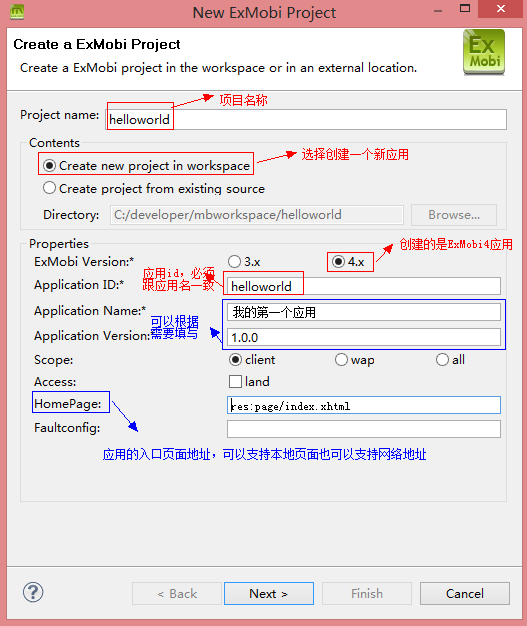 New ExMobi Project
Create a ExMobi Project
Create a ExMobi project in the workspace or in an external location.
Ex
Mobi
项目名称
Project name:
helloworld
Contents
Create new project in workspace
选择创建一个新应用
Create project from existing source
Directory:
C:/developer/mbworkspace/helloworld
Browse...
Properties
创建的是ExMobi4应用
ExMobi Version:*
3.x
4.x
应用id，必须
跟应用名一致
Application ID:*
helloworld
Application Name:*
我的第一个应用
可以根据
需要填写
Application Version:
1.0.0
Scope:
client
wap
all
Access:
land
HomePage:
res:page/index.xhtml
Faultconfig:
应用的入口页面地址，可以支持本地页面也可以支持网络地址
?
< Back
Next >
Finish
Cancel